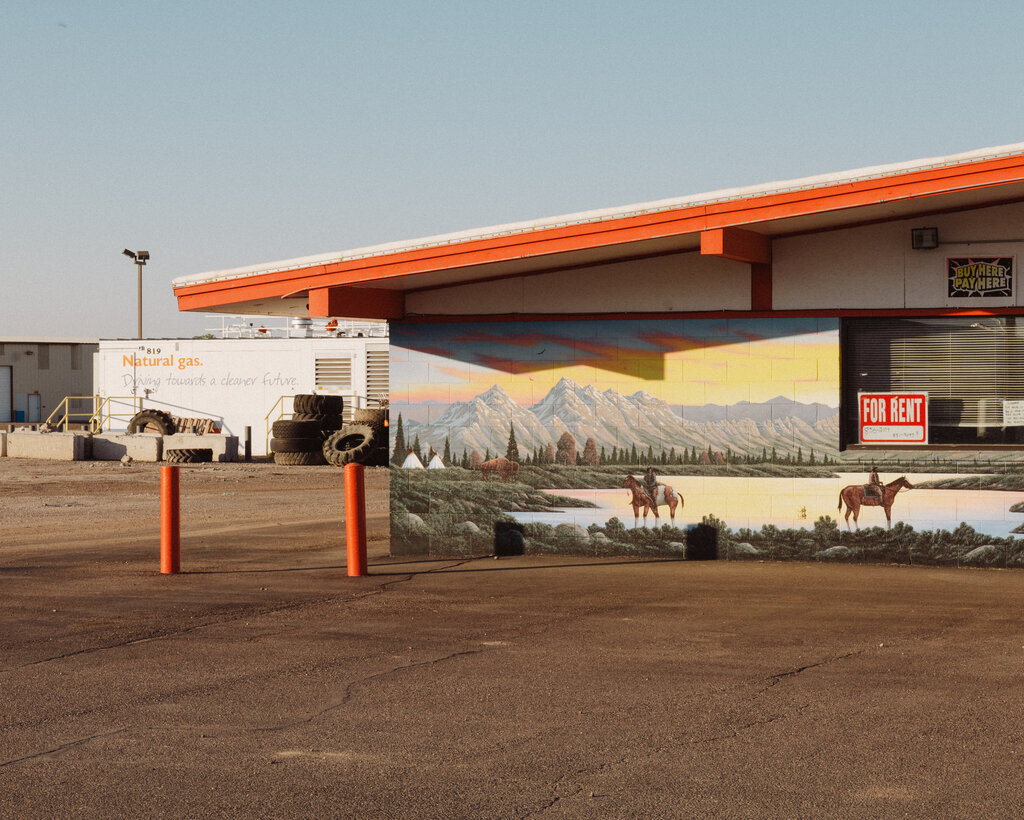 819
Natural gas.
Driving towards a cleaner future.
BUY HERE
PAY HERE
FOR RENT